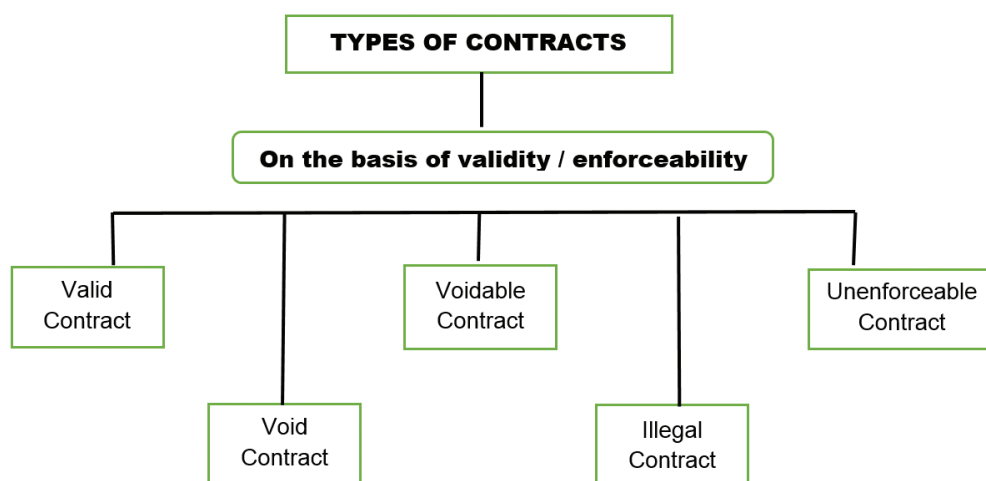 TYPES OF CONTRACTS
On the basis of validity / enforceability
Valid
Contract
Voidable
Contract
Unenforceable
Contract
Void
Contract
Illegal
Contract